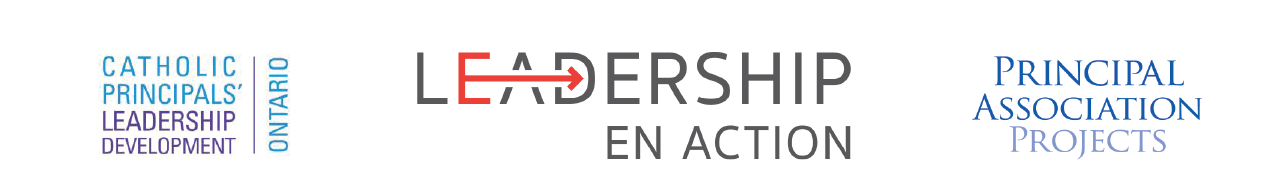 CATHOLIC
PRINCIPALS'
LEADERSHIP
DEVELOPMENT
ONTARIO
LEADERSHIP
EN ACTION
PRINCIPAL
ASSOCIATION
PROJECTS